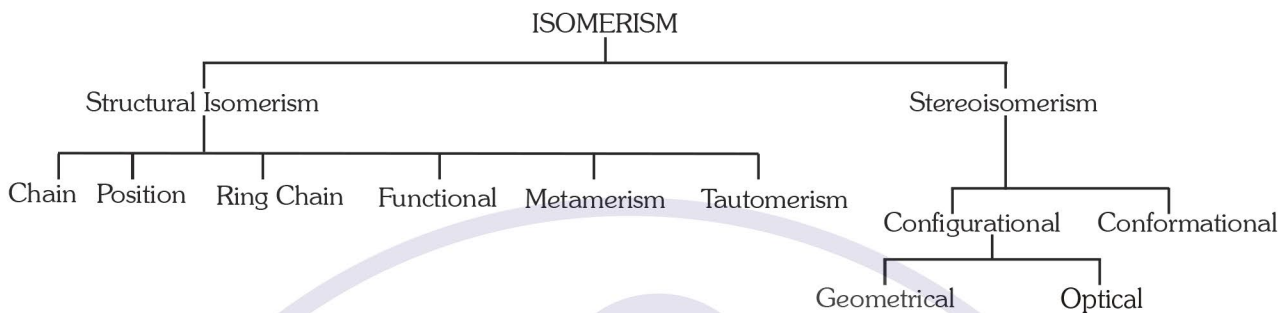 ISOMERISM
Structural Isomerism Stereoisomerism
Chain Position Ring Chain Functional Metamerism Tautomerism
Configurational Conformational
Geometrical Optical